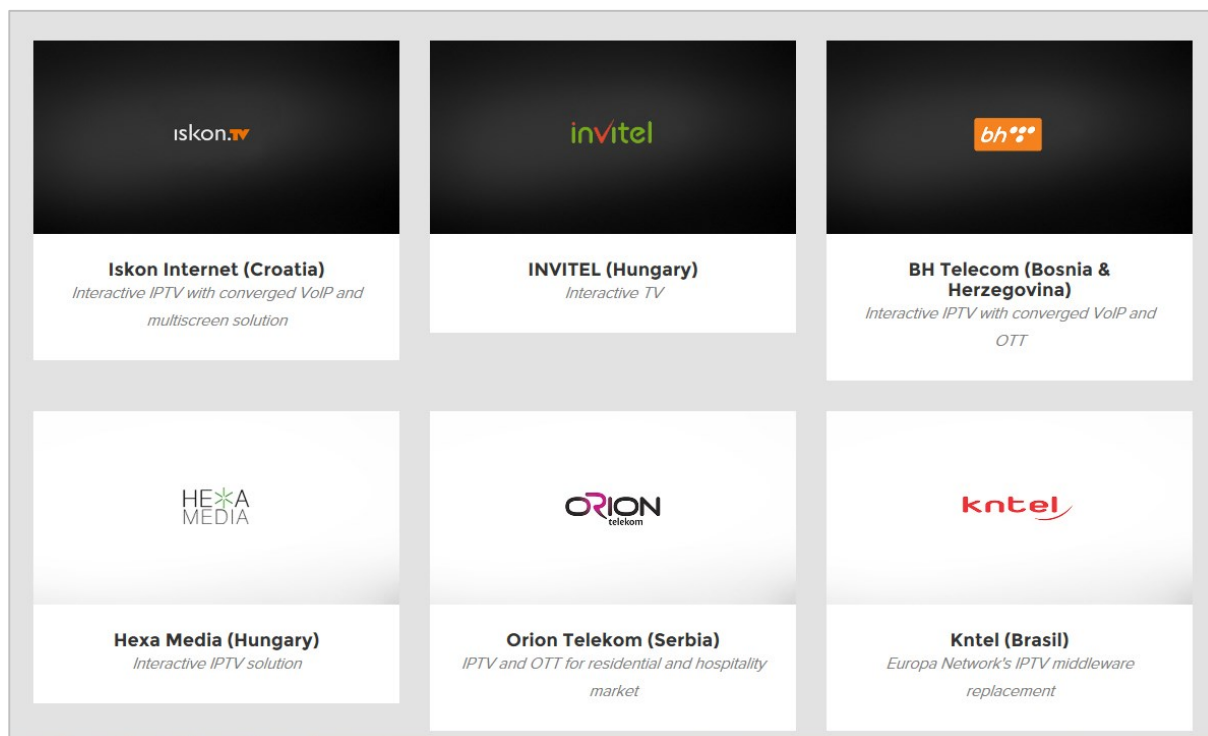 ıskon.TV
invitel
bh
Iskon Internet (Croatia)
Interactive IPTV with converged VoIP and
multiscreen solution
INVITEL (Hungary)
Interactive TV
BH Telecom (Bosnia &
Herzegovina)
Interactive IPTV with converged VoIP and
OTT
HEXA
MEDIA
ORION
telekom
kntel
Hexa Media (Hungary)
Interactive IPTV solution
Orion Telekom (Serbia)
IPTV and OTT for residential and hospitality
market
Kntel (Brasil)
Europa Network's IPTV middleware
replacement